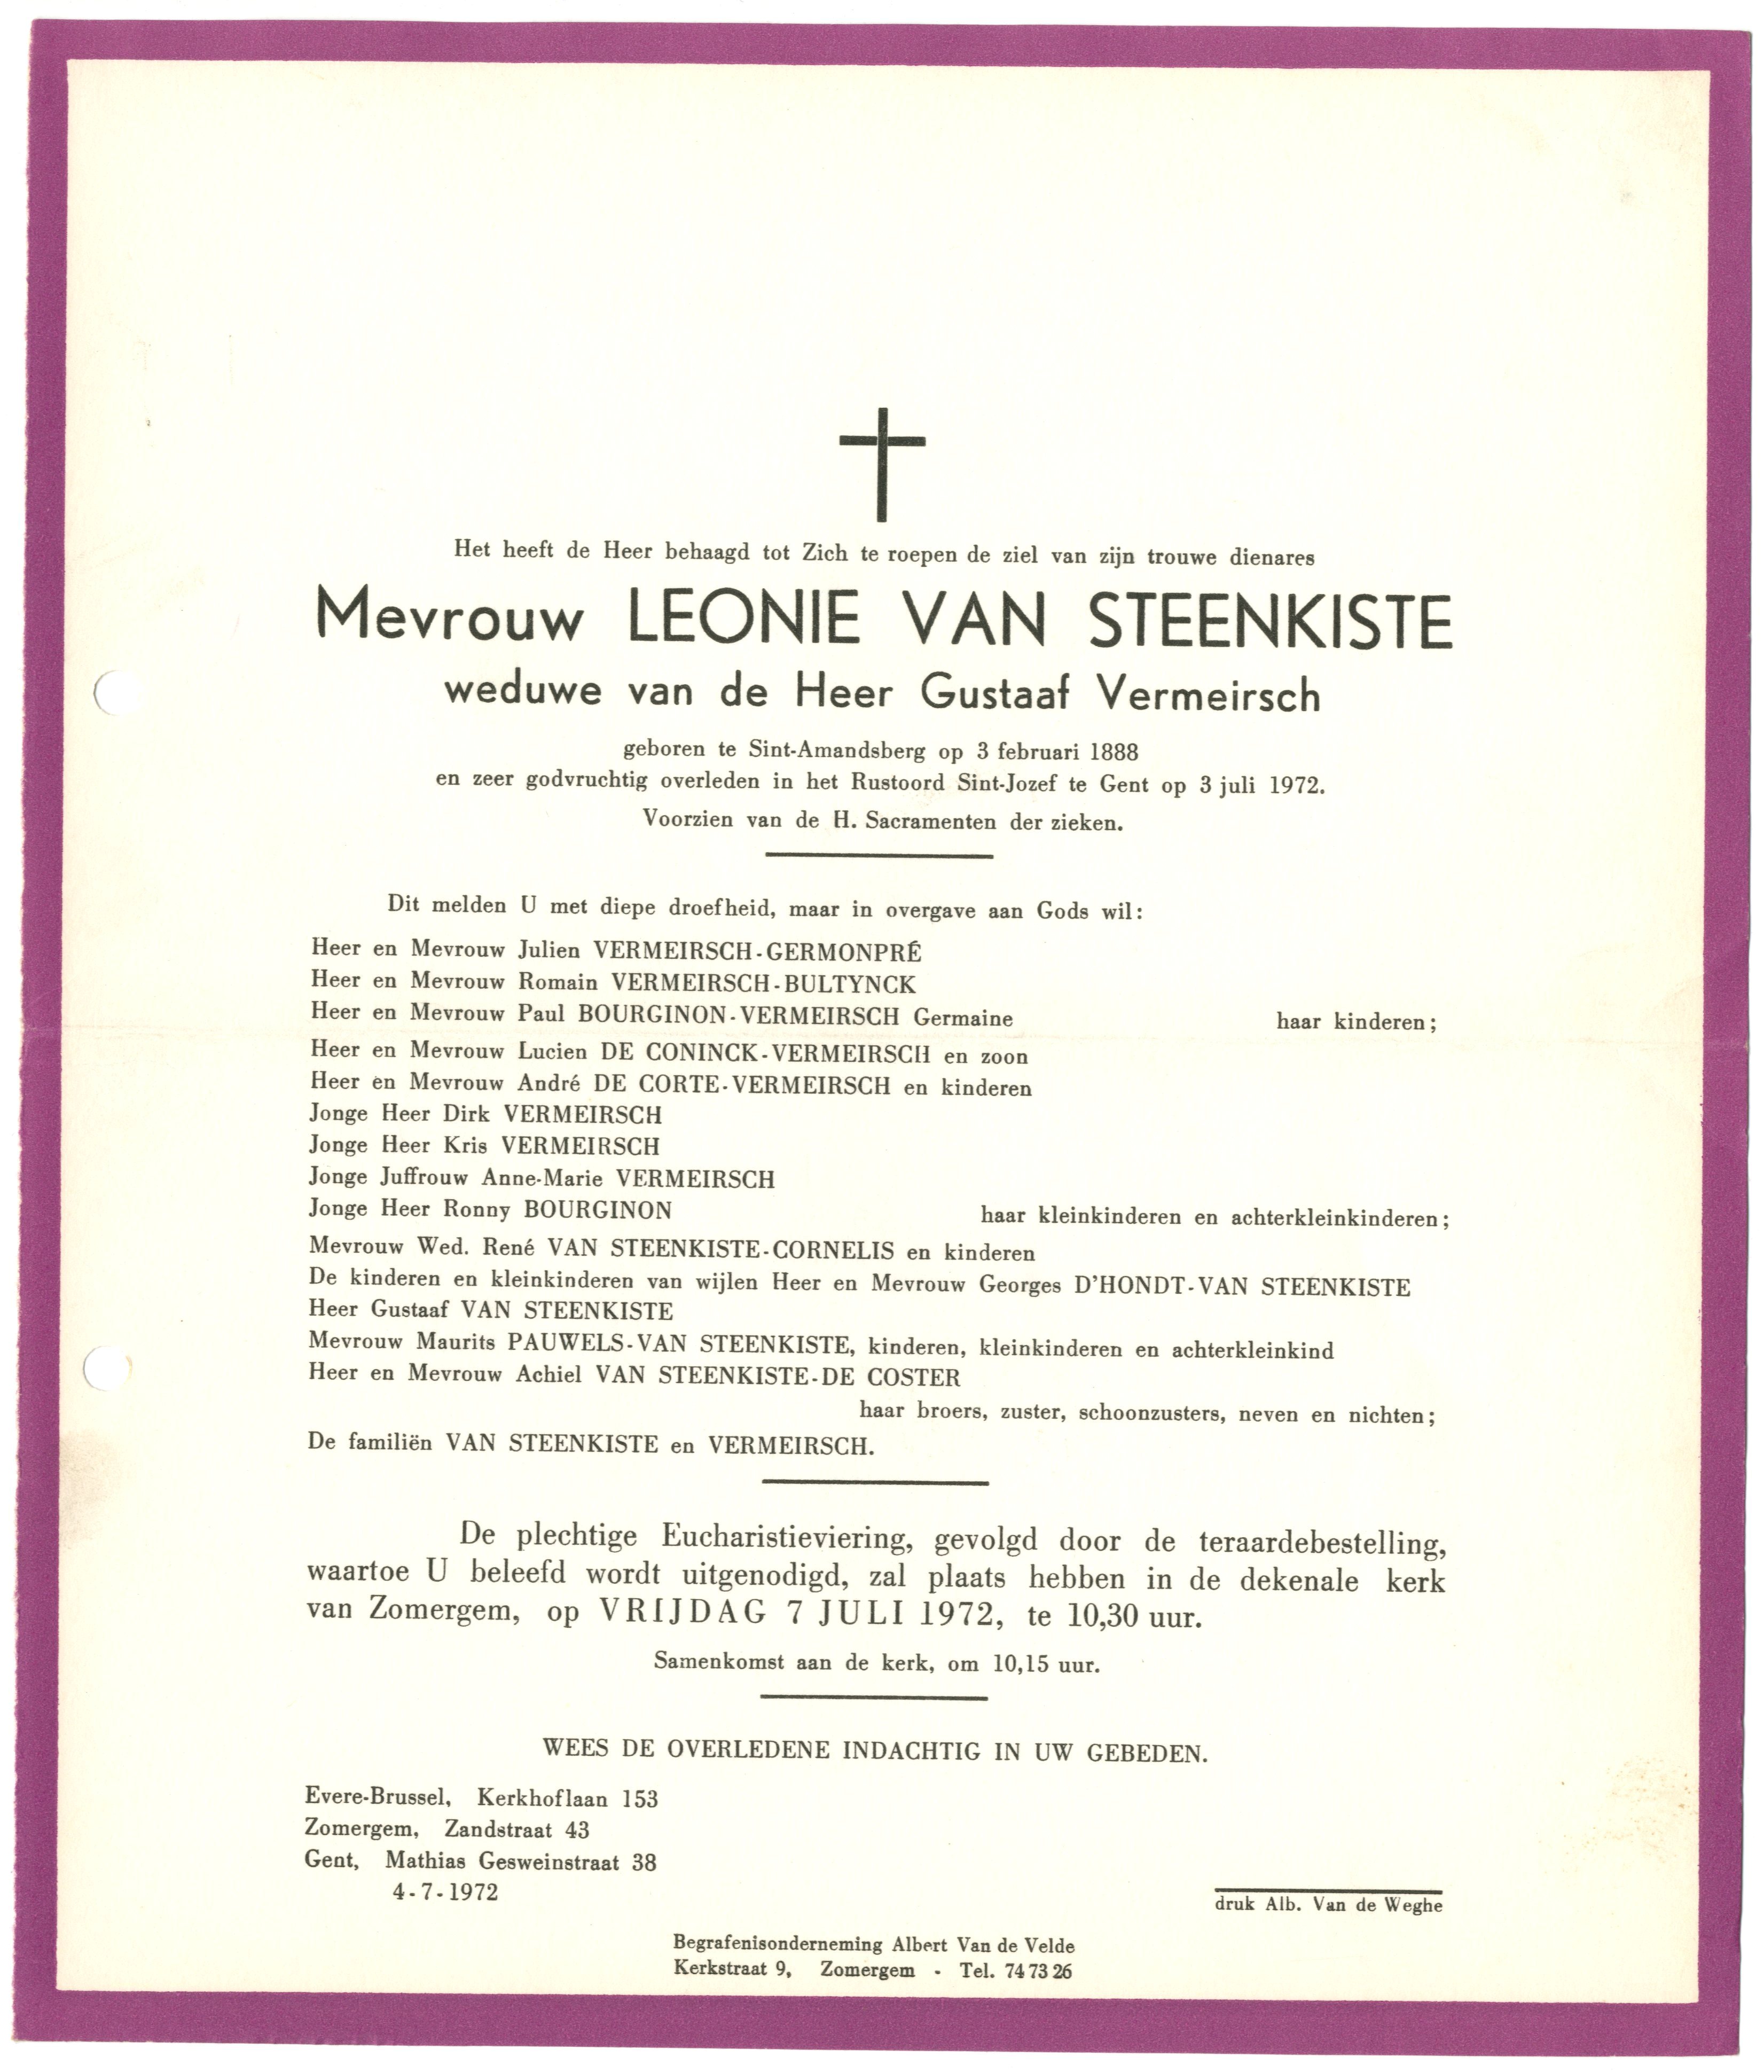 Het heeft de Heer behaagd tot Zich te roepen de ziel van zijn trouwe dienares
Mevrouw LEONIE VAN STEENKISTE
weduwe van de Heer Gustaaf Vermeirsch
geboren te Sint-Amandsberg op 3 februari 1888
en zeer godvruchtig overleden in het Rustoord Sint-Jozef te Gent op 3 juli 1972.
Voorzien van de H. Sacramenten der zieken.
Dit melden U met diepe droefheid, maar in overgave aan Gods wil:
Heer en Mevrouw Julien VERMEIRSCH-GERMONPRÉ
Heer en Mevrouw Romain VERMEIRSCH-BULTYNCK
Heer en Mevrouw Paul BOURGINON-VERMEIRSCH Germaine haar kinderen;
Heer en Mevrouw Lucien DE CONINCK-VERMEIRSCH en zoon
Heer en Mevrouw André DE CORTE-VERMEIRSCH en kinderen
Jonge Heer Dirk VERMEIRSCH
Jonge Heer Kris VERMEIRSCH
Jonge Juffrouw Anne-Marie VERMEIRSCH
Jonge Heer Ronny BOURGINON haar kleinkinderen en achterkleinkinderen;
Mevrouw Wed. René VAN STEENKISTE-CORNELIS en kinderen
De kinderen en kleinkinderen van wijlen Heer en Mevrouw Georges D'HONDT-VAN STEENKISTE
Heer Gustaaf VAN STEENKISTE
Mevrouw Maurits PAUWELS-VAN STEENKISTE, kinderen, kleinkinderen en achterkleinkind
Heer en Mevrouw Achiel VAN STEENKISTE-DE COSTER
haar broers, zuster, schoonzusters, neven en nichten;
De familiën VAN STEENKISTE en VERMEIRSCH.
De plechtige Eucharistieviering, gevolgd door de teraardebestelling,
waartoe U beleefd wordt uitgenodigd, zal plaats hebben in de dekenale kerk
van Zomergem, op VRIJDAG 7 JULI 1972, te 10,30 uur.
Samenkomst aan de kerk, om 10,15 uur.
WEES DE OVERLEDENE INDACHTIG IN UW GEBEDEN.
Evere-Brussel, Kerkhoflaan 153
Zomergem, Zandstraat 43
Gent, Mathias Gesweinstraat 38
4-7-1972
druk Alb. Van de Weghe
Begrafenisonderneming Albert Van de Velde
Kerkstraat 9, Zomergem - Tel. 74 73 26